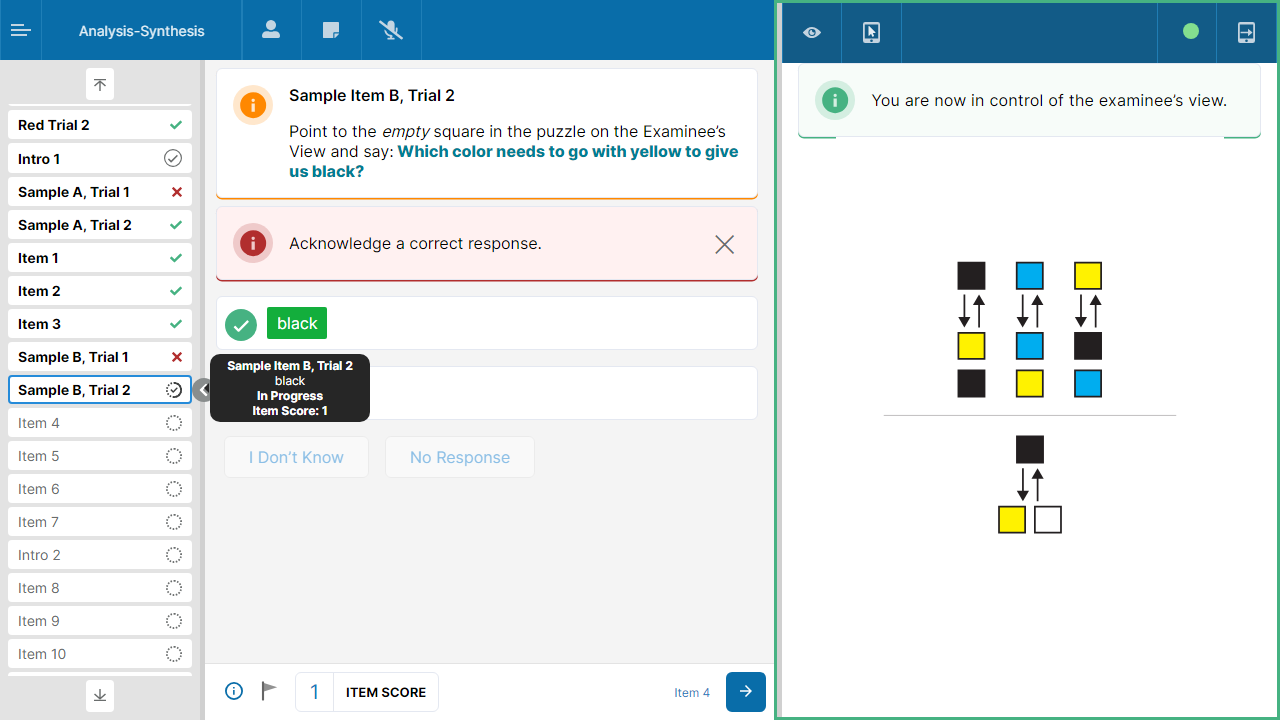 Analysis-Synthesis
Red Trial 2
Intro 1
Sample A, Trial 1
Sample A, Trial 2
Item 1
Item 2
Item 3
Sample B, Trial 1
Sample B, Trial 2
Item 4
Item 5
Item 6
Item 7
Intro 2
Item 8
Item 9
Item 10
Sample Item B, Trial 2
Point to the empty square in the puzzle on the Examinee’s
View and say: Which color needs to go with yellow to give
us black?
Acknowledge a correct response.
black
Sample Item B, Trial 2
black
In Progress
Item Score: 1
I Don’t Know
No Response
1 ITEM SCORE
Item 4
You are now in control of the examinee’s view.